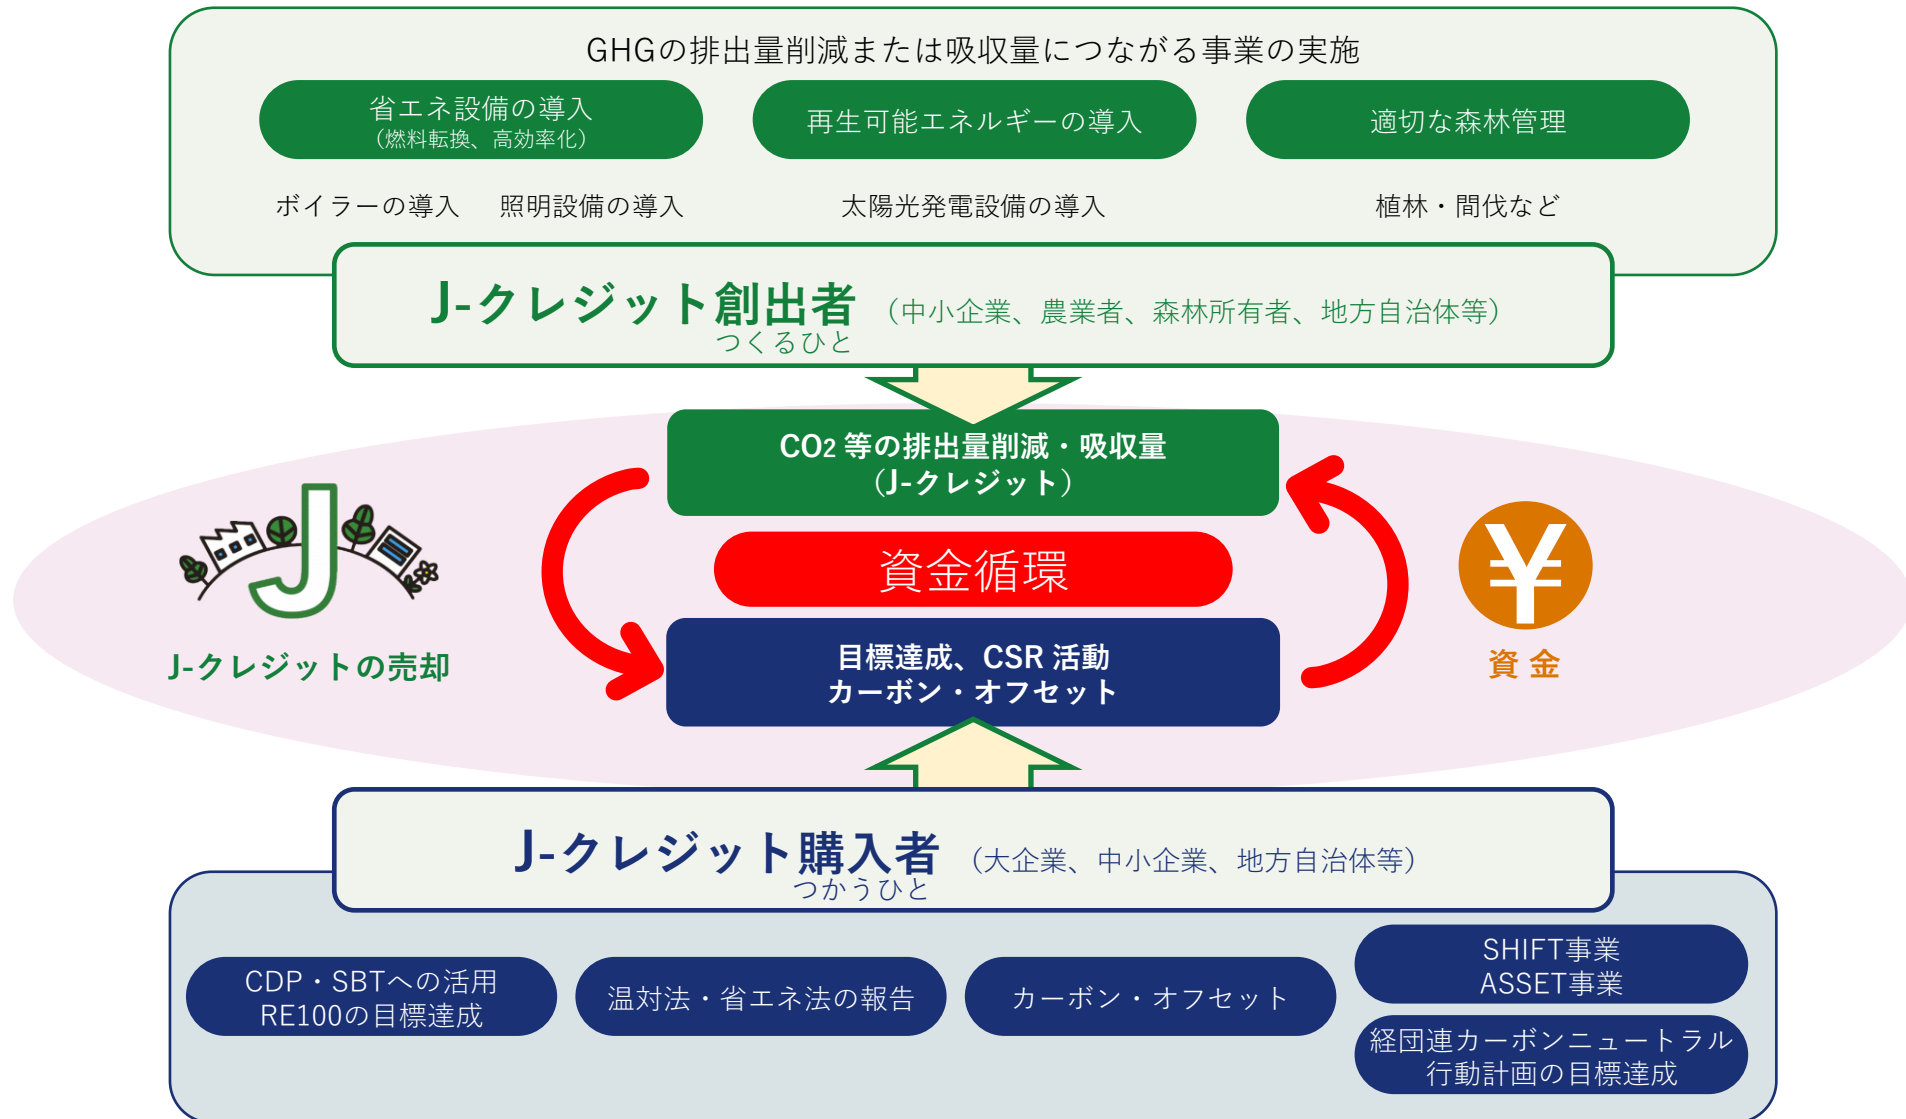 GHGの排出量削減または吸収量につながる事業の実施
省エネ設備の導入
（燃料転換、高効率化）
再生可能エネルギーの導入
適切な森林管理
ボイラーの導入 照明設備の導入
太陽光発電設備の導入
植林・間伐など
J-クレジット創出者 （中小企業、農業者、森林所有者、地方自治体等）
つくるひと
CO2 等の排出量削減・吸収量
（J-クレジット）
J
資金循環
¥
J-クレジットの売却
資 金
目標達成、CSR 活動
カーボン・オフセット
J-クレジット購入者 （大企業、中小企業、地方自治体等）
つかうひと
CDP・SBTへの活用
RE100の目標達成
温対法・省エネ法の報告
カーボン・オフセット
SHIFT事業
ASSET事業
経団連カーボンニュートラル
行動計画の目標達成